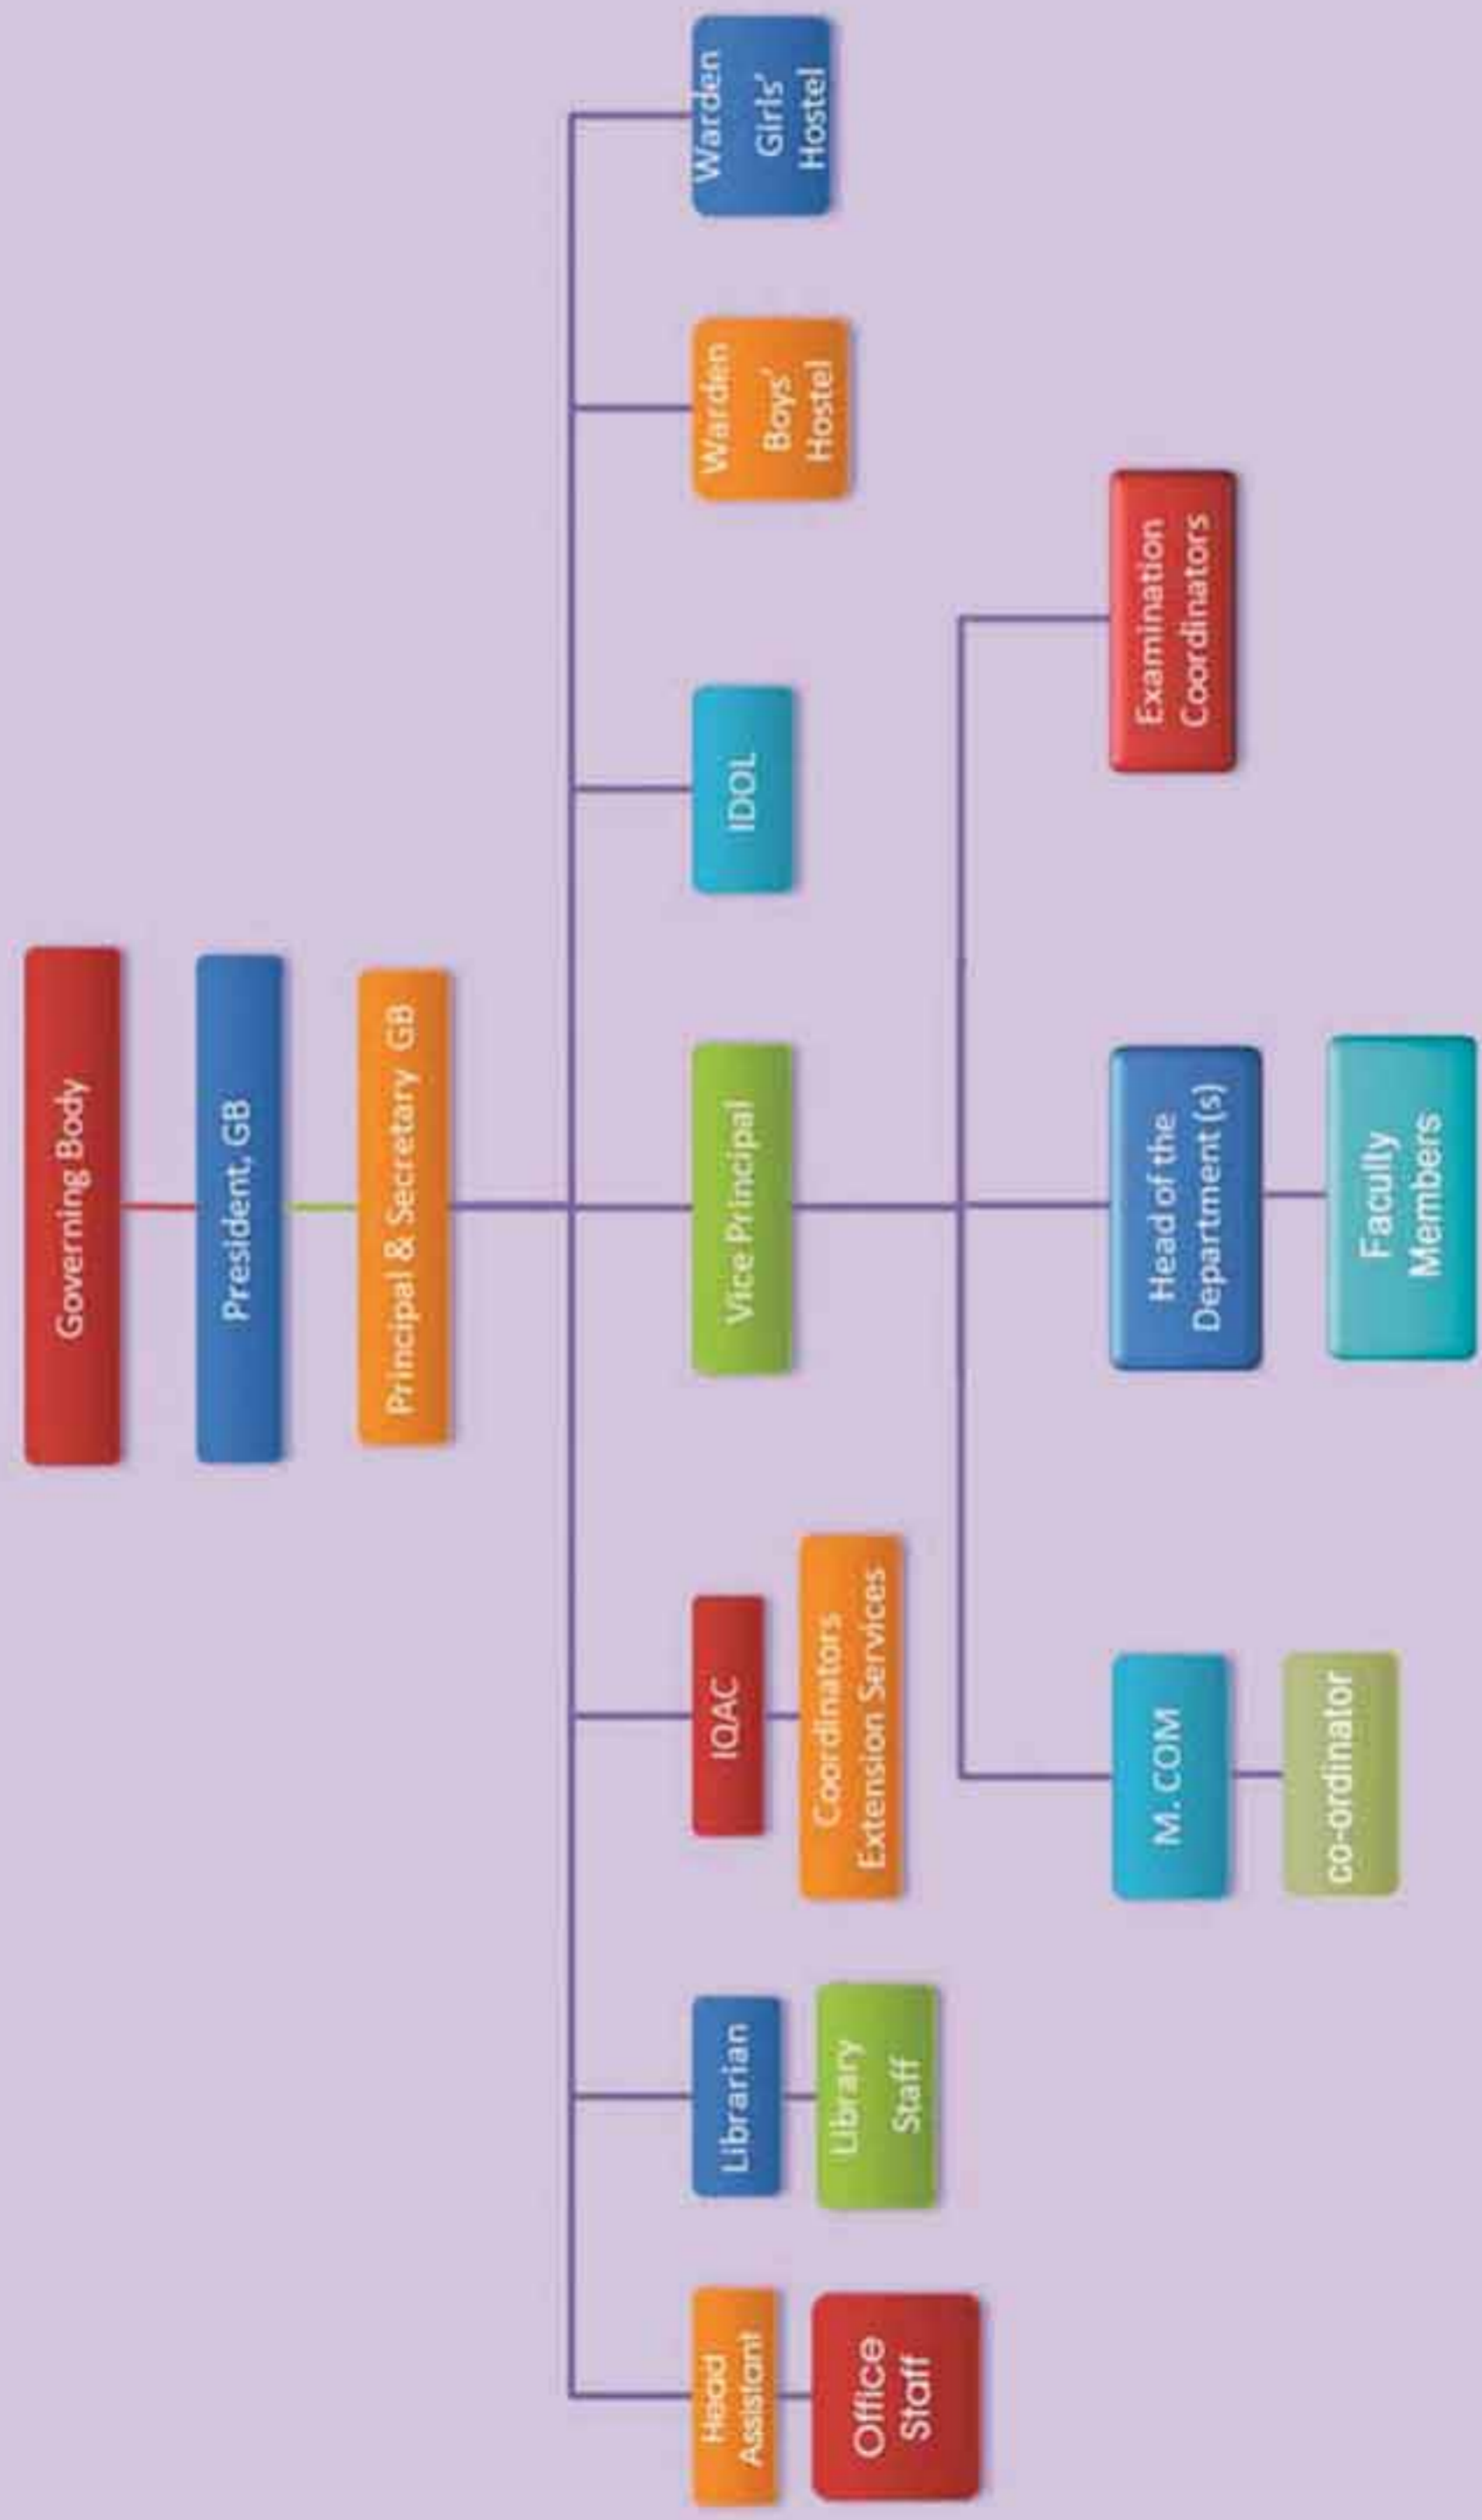 Governing Body
President, GB
Principal & Secretary GB
Head
Assistant
Office
Staff
Librarian
Library
Staff
IQAC
Coordinators
Extension Services
Vice Principal
IDOL
Warden
Boys'
Hostel
Warden
Girls'
Hostel
M. COM
co-ordinator
Head of the
Department (s)
Faculty
Members
Examination
Coordinators